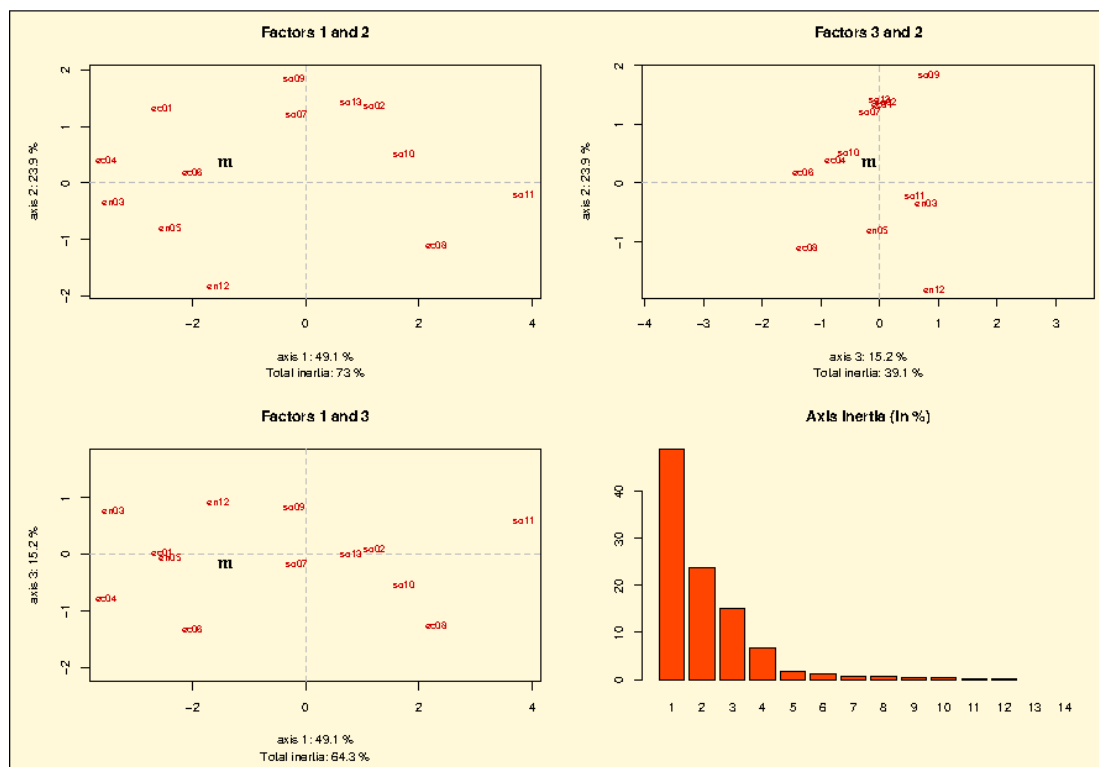 Factors 1 and 2
2
1
0
-1
-2
axis 2: 23.9 %
sa09
sa13
sa02
ec01
sa07
sa10
ec04
m
ec06
sa11
en03
en05
ec08
en12
-2
0
2
4
axis 1: 49.1 %
Total inertia: 73 %
Factors 3 and 2
2
1
0
-1
axis 2: 23.9 %
sa09
sa13
sa07
sa10
ec04
m
ec06
sa11
en03
en05
ec08
en12
-4
-3
-2
-1
0
1
2
3
axis 3: 15.2 %
Total inertia: 39.1 %
Factors 1 and 3
1
0
-1
-2
axis 3: 15.2 %
en12
sa09
en03
sa11
ec01
en05
sa13
sa02
m
sa07
sa10
ec04
ec06
ec08
-2
0
2
4
axis 1: 49.1 %
Total inertia: 64.3 %
Axis inertia (in %)
40
30
20
10
0
1 2 3 4 5 6 7 8 9 10 11 12 13 14